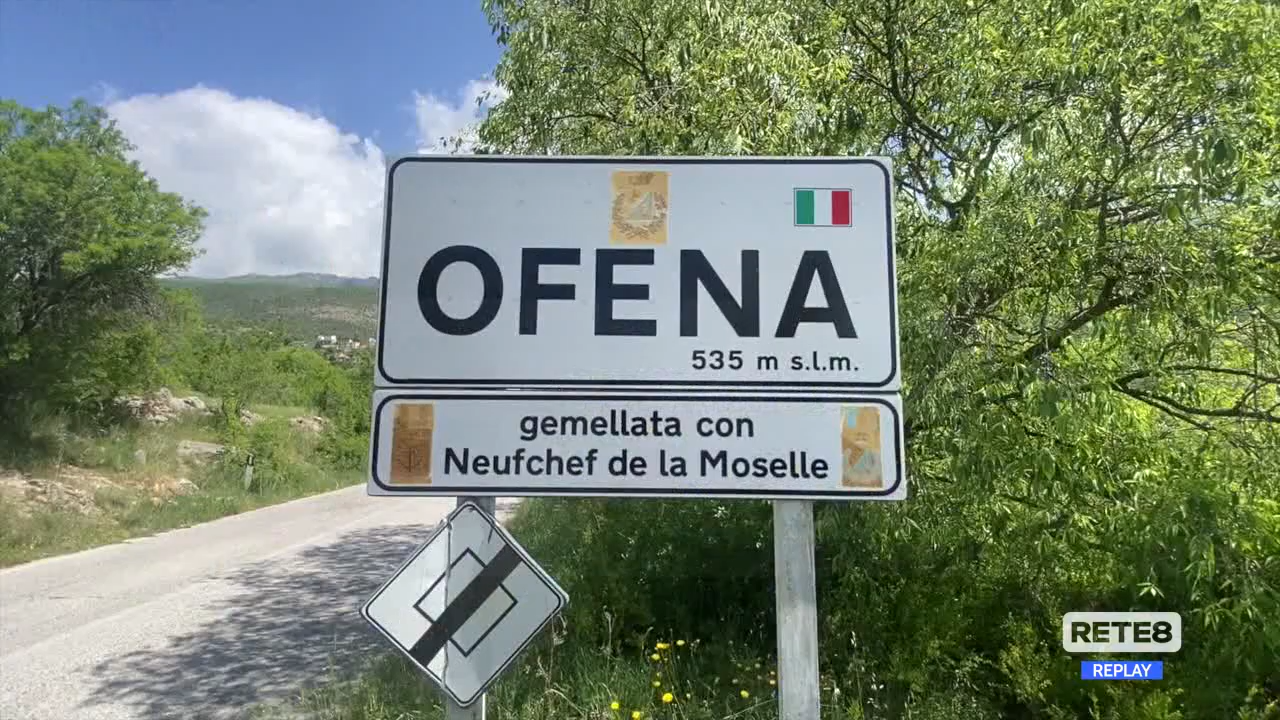 OFENA
535 m s.l.m.
gemellata con
Neufchef de la Moselle
RETE8
REPLAY